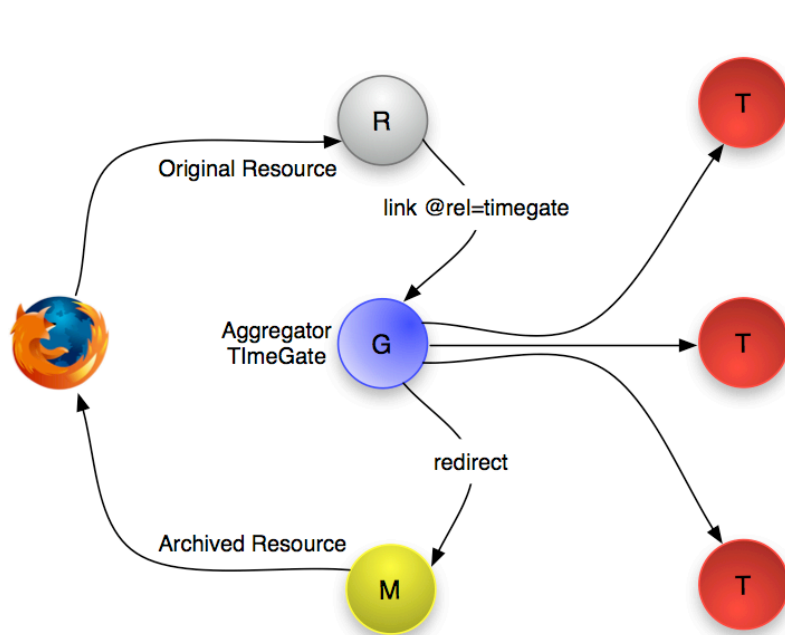 R
T
Original Resource
link @rel=timegate
Aggregator
TImeGate
G
T
redirect
Archived Resource
M
T